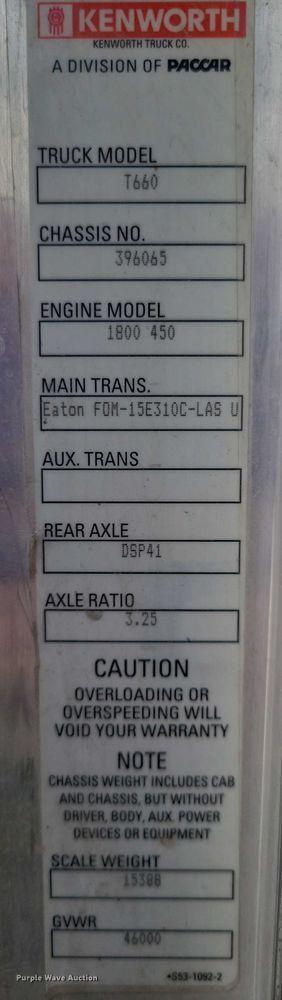 KENWORTH
KENWORTH TRUCK CO.
A DIVISION OF PACCAR
TRUCK MODEL
T660
CHASSIS NO.
396065
ENGINE MODEL
1800 450
MAIN TRANS.
Eaton FOM-15E310C-LAS U
AUX. TRANS
REAR AXLE
DSP41
AXLE RATIO
3.25
CAUTION
OVERLOADING OR
OVERSPEEDING WILL
VOID YOUR WARRANTY
NOTE
CHASSIS WEIGHT INCLUDES CAB
AND CHASSIS, BUT WITHOUT
DRIVER, BODY, AUX. POWER
DEVICES OR EQUIPMENT
SCALE WEIGHT
15388
GVWR
46000
Purple Wave Auction
•S53-1092-2